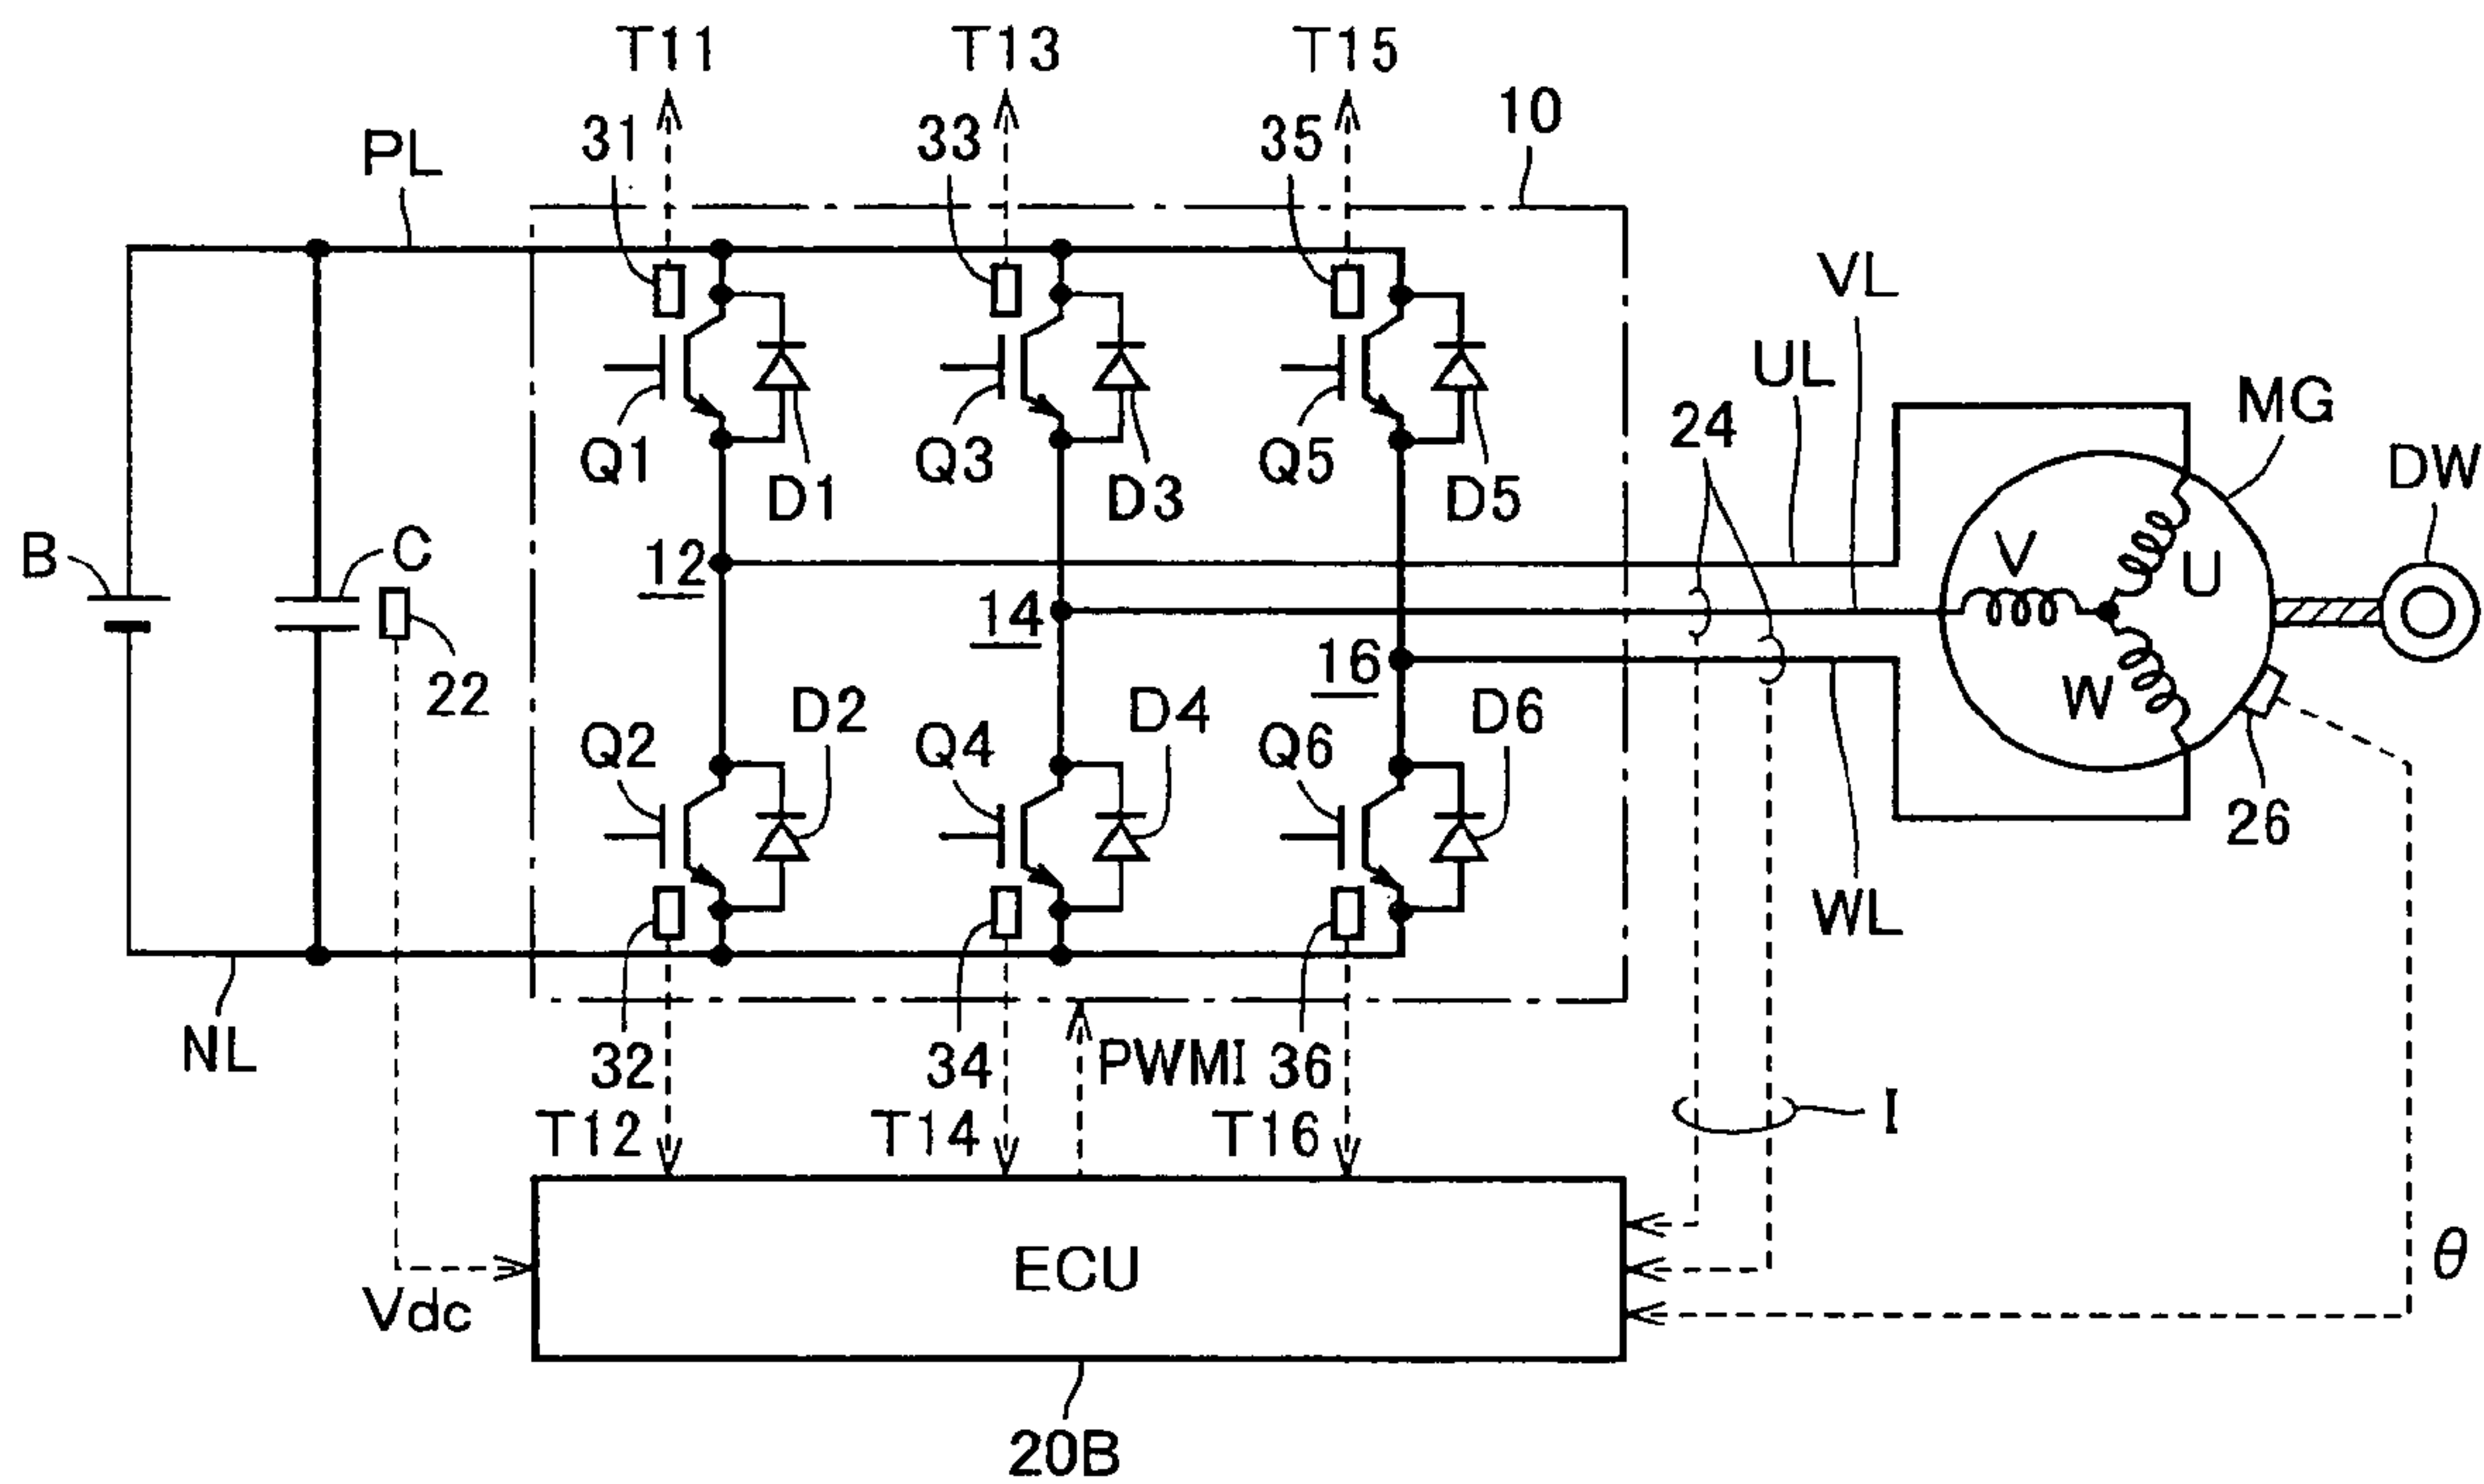 T11 T13 T15
31 33 35 10
PL
VL
UL
MG
24
Q1 Q3 Q5 DW
D1 D3 D5
B C
12
V U
14
16
22
W
D2 D4 D6
Q2 Q4 Q6
26
WL
NL
32 34 PWMI 36
T12 T14 T16 I
ECU
θ
Vdc
20B